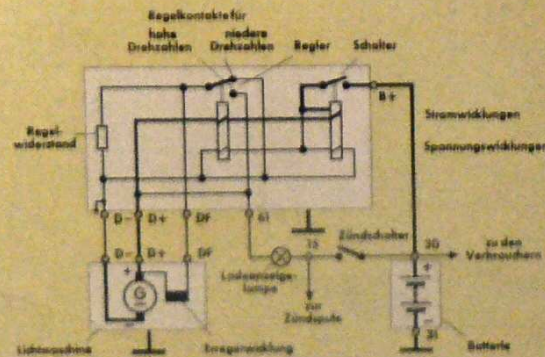 Regelkontakte für
hohe Drehzahlen
niedere Drehzahlen
Regler
Schalter
B+
Regel-
widerstand
Stromwicklungen
Spannungswicklungen
D−
D+
DF
61
15
Zündschalter
30
zu den
Verbrauchern
D−
D+
DF
Ladeanzeige-
lampe
zur
Zündspule
+
G
+
−
31
Lichtmaschine
Erregerwicklung
Batterie